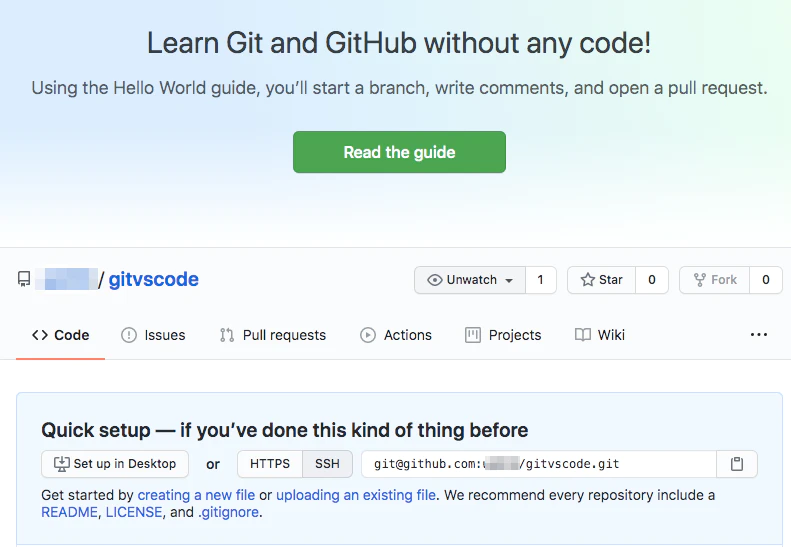 Learn Git and GitHub without any code!
Using the Hello World guide, you’ll start a branch, write comments, and open a pull request.
Read the guide
/ gitvscode
Unwatch 1 Star 0 Fork 0
Code Issues Pull requests Actions Projects Wiki ...
Quick setup — if you’ve done this kind of thing before
Set up in Desktop or HTTPS SSH git@github.com: /gitvscode.git
Get started by creating a new file or uploading an existing file. We recommend every repository include a
README, LICENSE, and .gitignore.